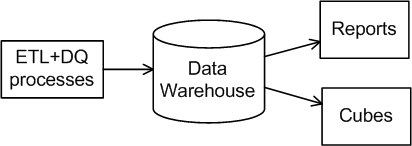 ETL+DQ
processes
Data
Warehouse
Reports
Cubes